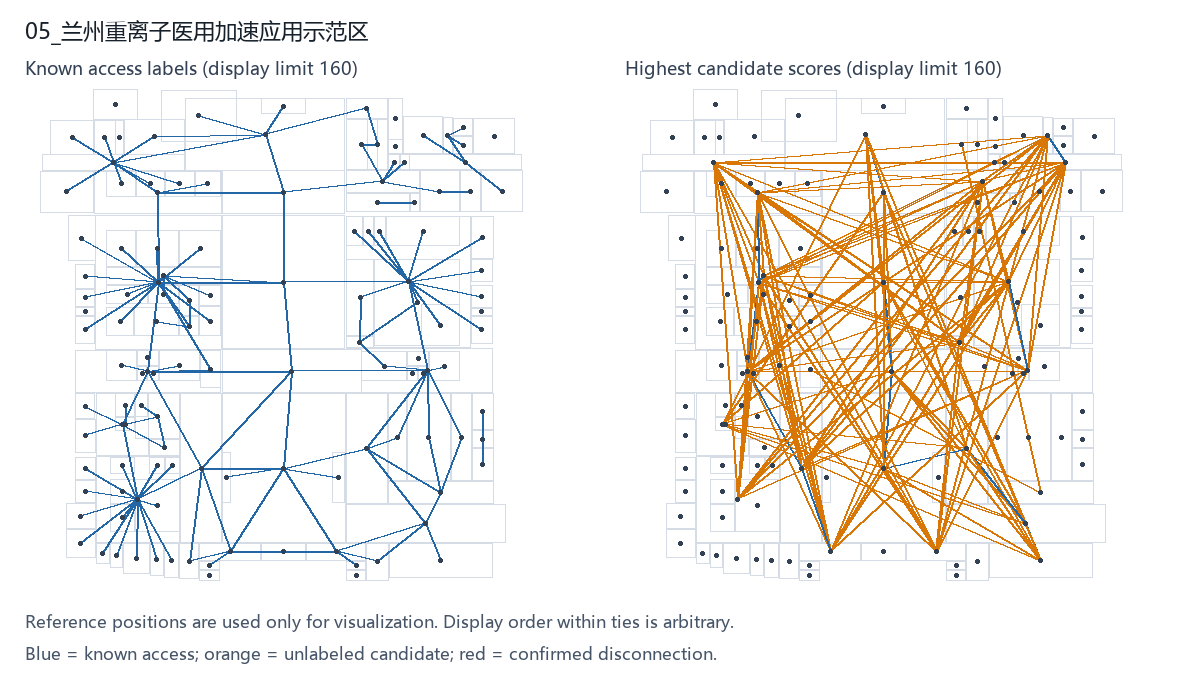 05_兰州重离子医用加速应用示范区
Known access labels (display limit 160)
Highest candidate scores (display limit 160)
Reference positions are used only for visualization. Display order within ties is arbitrary.
Blue = known access; orange = unlabeled candidate; red = confirmed disconnection.